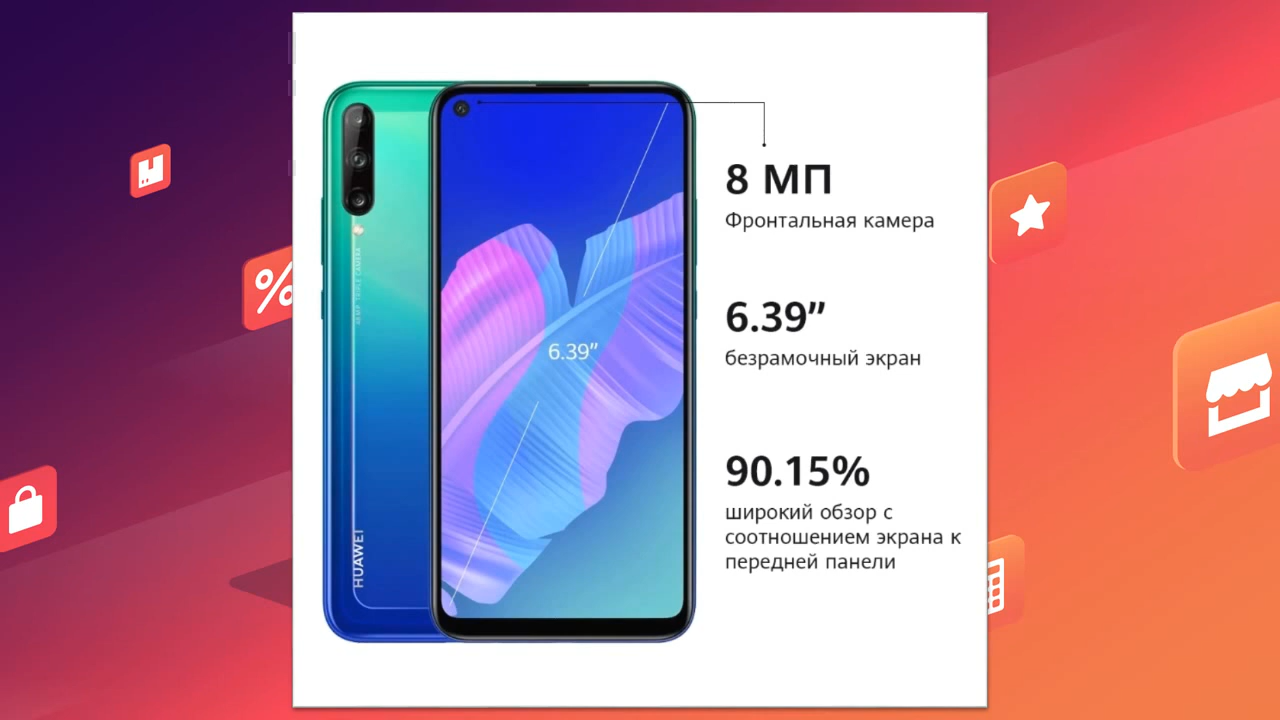 8 МП
Фронтальная камера
6.39”
безрамочный экран
6.39”
90.15%
широкий обзор с
соотношением экрана к
передней панели
HUAWEI
%